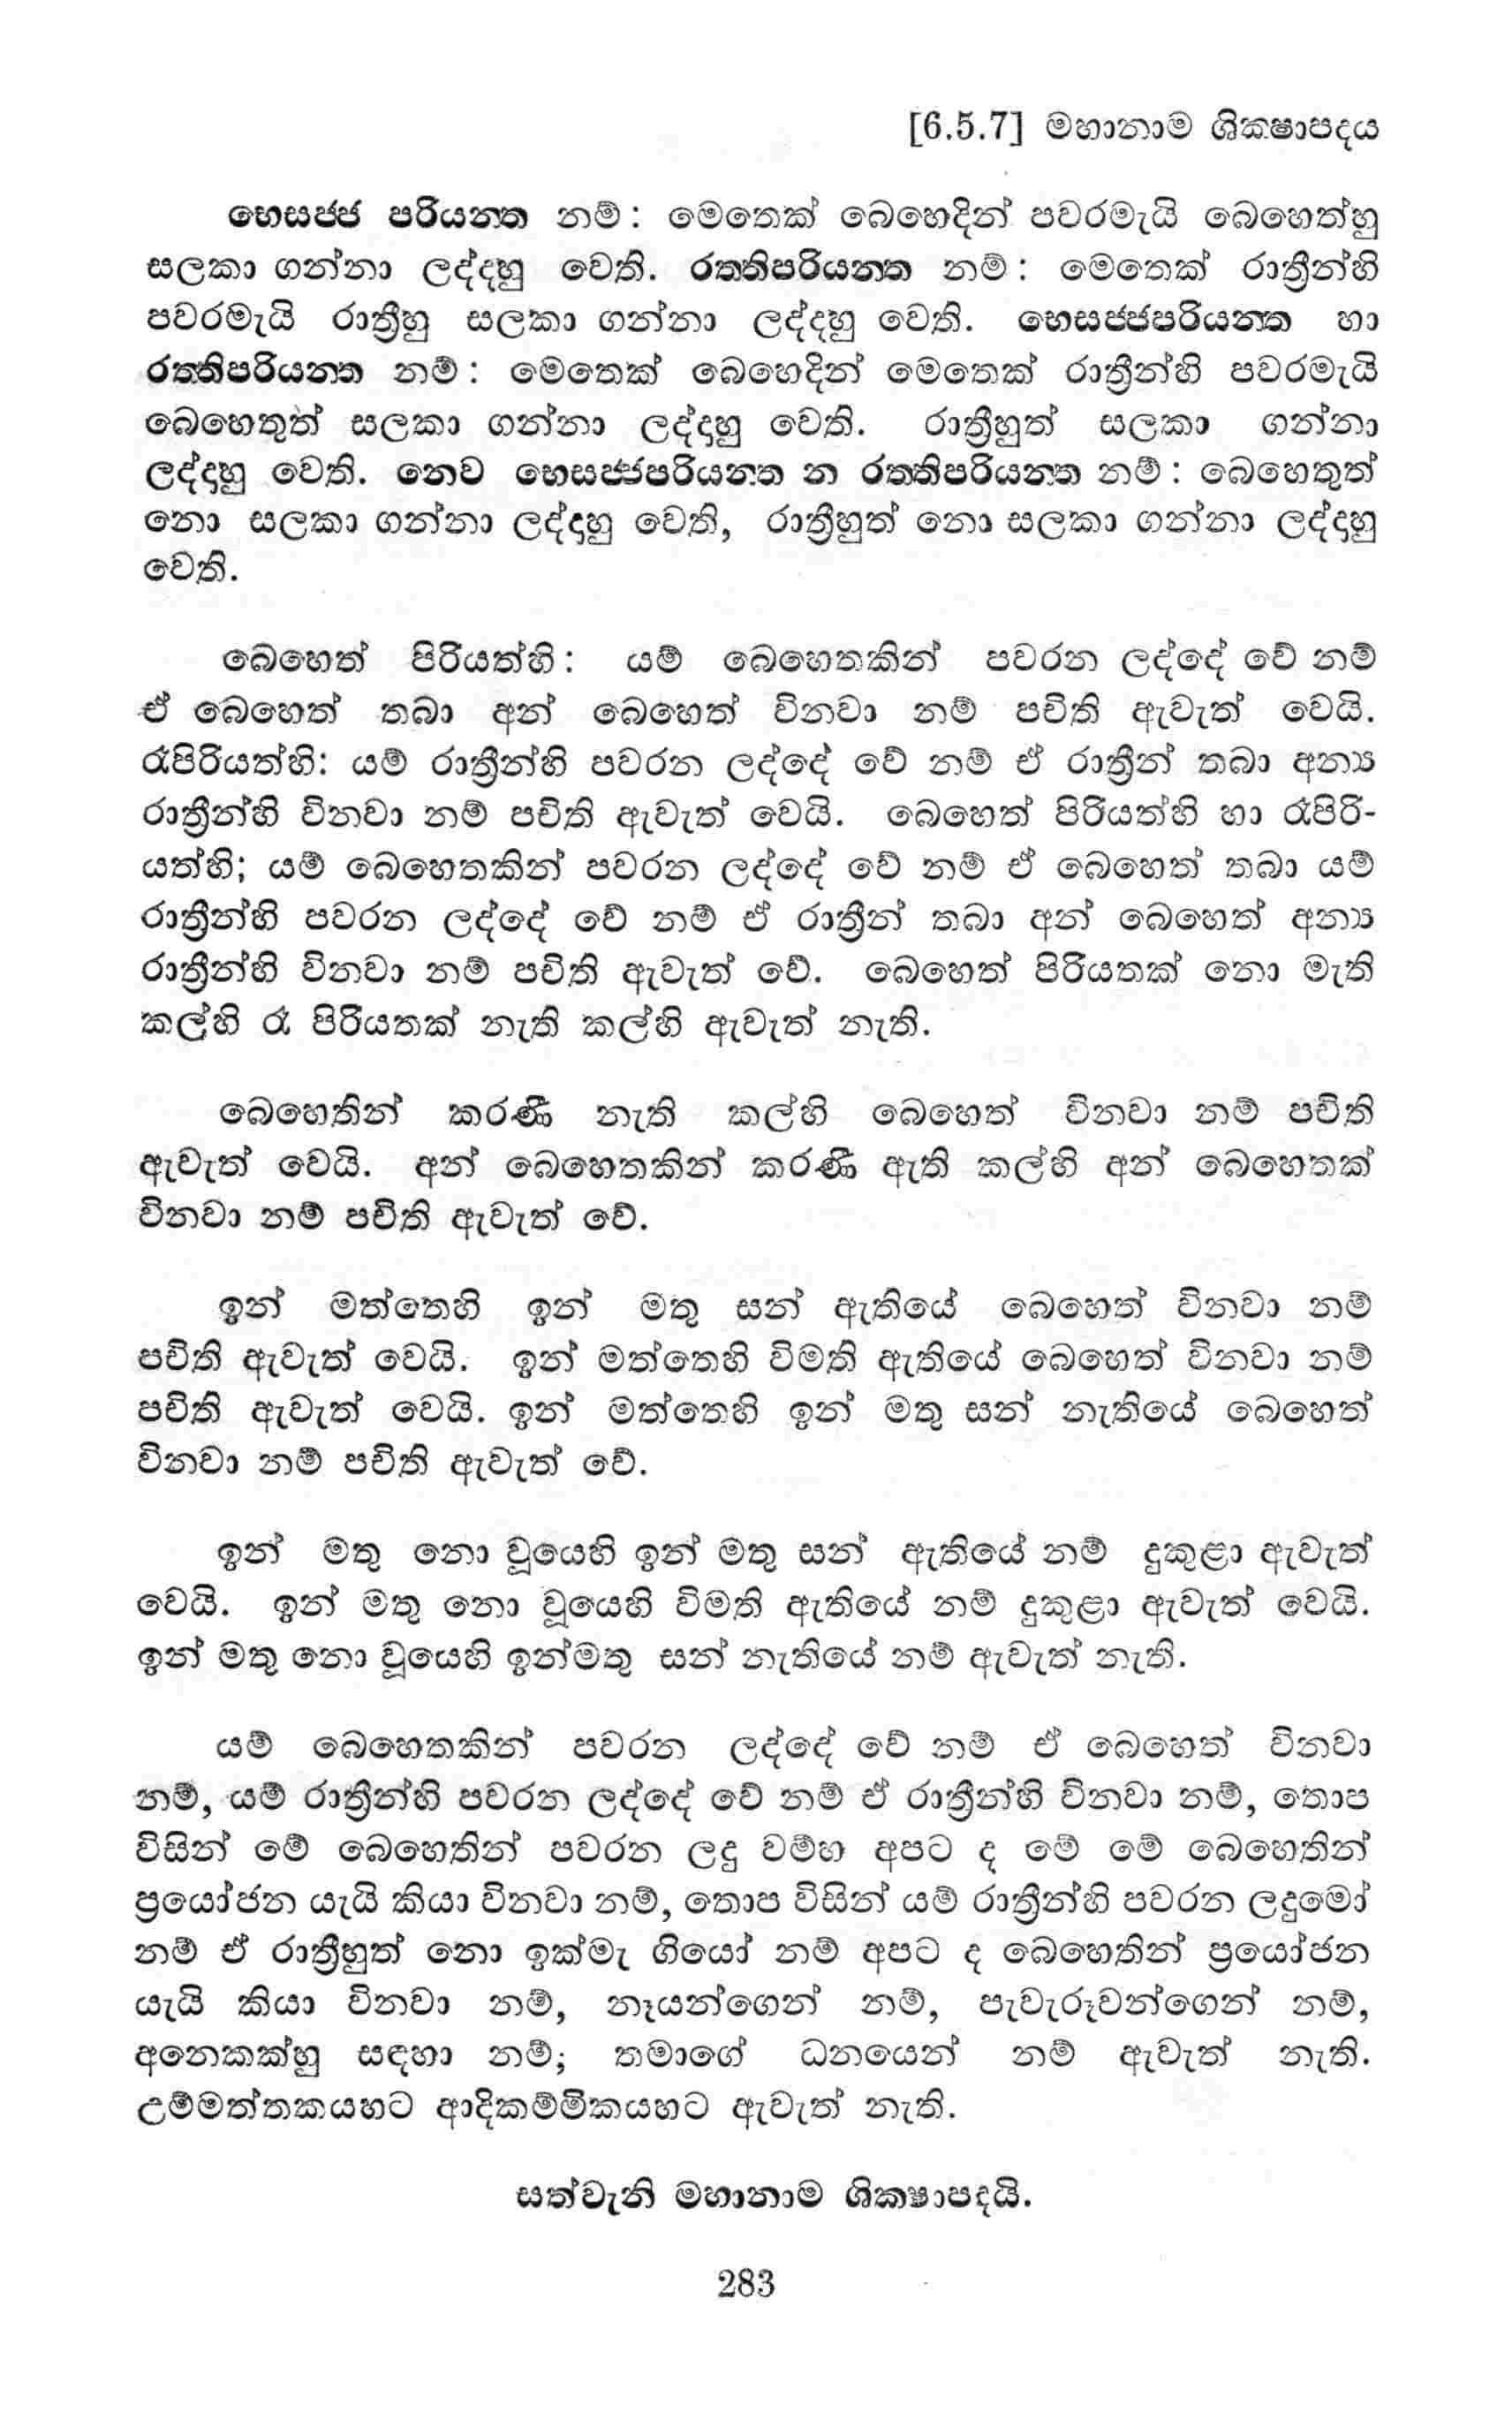 [6.5.7] මහානාම ශික්‍ෂාපදය
භෙසජ්ජ පරියන්ත නම්: මෙතෙක් බෙහෙදින් පවරමැයි බෙහෙත්හු
සලකා ගන්නා ලද්දහු වෙති. රත්තිපරියන්ත නම්: මෙතෙක් රාත්‍රීන්හි
පවරමැයි රාත්‍රීහු සලකා ගන්නා ලද්දහු වෙති. භෙසජ්ජපරියන්ත හා
රත්තිපරියන්ත නම්: මෙතෙක් බෙහෙදින් මෙතෙක් රාත්‍රීන්හි පවරමැයි
බෙහෙතුත් සලකා ගන්නා ලද්දාහු වෙති. රාත්‍රීහුත් සලකා ගන්නා
ලද්දාහු වෙති. නෙව භෙසජ්ජපරියන්ත න රත්තිපරියන්ත නම්: බෙහෙතුත්
නො සලකා ගන්නා ලද්දාහු වෙති, රාත්‍රීහුත් නො සලකා ගන්නා ලද්දාහු
වෙති.
බෙහෙත් පිරියත්හි: යම් බෙහෙතකින් පවරන ලද්දේ වේ නම්
ඒ බෙහෙත් තබා අන් බෙහෙත් විනවා නම් පචිති ඇවැත් වෙයි.
රෑපිරියත්හි: යම් රාත්‍රීන්හි පවරන ලද්දේ වේ නම් ඒ රාත්‍රීන් තබා අන්‍ය
රාත්‍රීන්හි විනවා නම් පචිති ඇවැත් වෙයි. බෙහෙත් පිරියත්හි හා රෑපිරි-
යත්හි; යම් බෙහෙතකින් පවරන ලද්දේ වේ නම් ඒ බෙහෙත් තබා යම්
රාත්‍රීන්හි පවරන ලද්දේ වේ නම් ඒ රාත්‍රීන් තබා අන් බෙහෙත් අන්‍ය
රාත්‍රීන්හි විනවා නම් පචිති ඇවැත් වේ. බෙහෙත් පිරියතක් නො මැති
කල්හි රෑ පිරියතක් නැති කල්හි ඇවැත් නැති.
බෙහෙතින් කරණී නැති කල්හි බෙහෙත් විනවා නම් පචිති
ඇවැත් වෙයි. අන් බෙහෙතකින් කරණී ඇති කල්හි අන් බෙහෙතක්
විනවා නම් පචිති ඇවැත් වේ.
ඉන් මත්තෙහි ඉන් මතු සන් ඇතියේ බෙහෙත් විනවා නම්
පචිති ඇවැත් වෙයි. ඉන් මත්තෙහි විමති ඇතියේ බෙහෙත් විනවා නම්
පචිති ඇවැත් වෙයි. ඉන් මත්තෙහි ඉන් මතු සන් නැතියේ බෙහෙත්
විනවා නම් පචිති ඇවැත් වේ.
ඉන් මතු නො වූයෙහි ඉන් මතු සන් ඇතියේ නම් දුකුළා ඇවැත්
වෙයි. ඉන් මතු නො වූයෙහි විමති ඇතියේ නම් දුකුළා ඇවැත් වෙයි.
ඉන් මතු නො වූයෙහි ඉන්මතු සන් නැතියේ නම් ඇවැත් නැති.
යම් බෙහෙතකින් පවරන ලද්දේ වේ නම් ඒ බෙහෙත් විනවා
නම්, යම් රාත්‍රීන්හි පවරන ලද්දේ වේ නම් ඒ රාත්‍රීන්හි විනවා නම්, තොප
විසින් මේ බෙහෙතින් පවරන ලදු වම්හ අපට ද මේ මේ බෙහෙතින්
ප්‍රයෝජන යැයි කියා විනවා නම්, තොප විසින් යම් රාත්‍රීන්හි පවරන ලදුමෝ
නම් ඒ රාත්‍රීහුත් නො ඉක්මැ ගියෝ නම් අපට ද බෙහෙතින් ප්‍රයෝජන
යැයි කියා විනවා නම්, නෑයන්ගෙන් නම්, පැවැරූවන්ගෙන් නම්,
අනෙකක්හු සඳහා නම්; තමාගේ ධනයෙන් නම් ඇවැත් නැති.
උම්මත්තකයහට ආදිකම්මිකයහට ඇවැත් නැති.
සත්වැනි මහානාම ශික්‍ෂාපදයි.
283